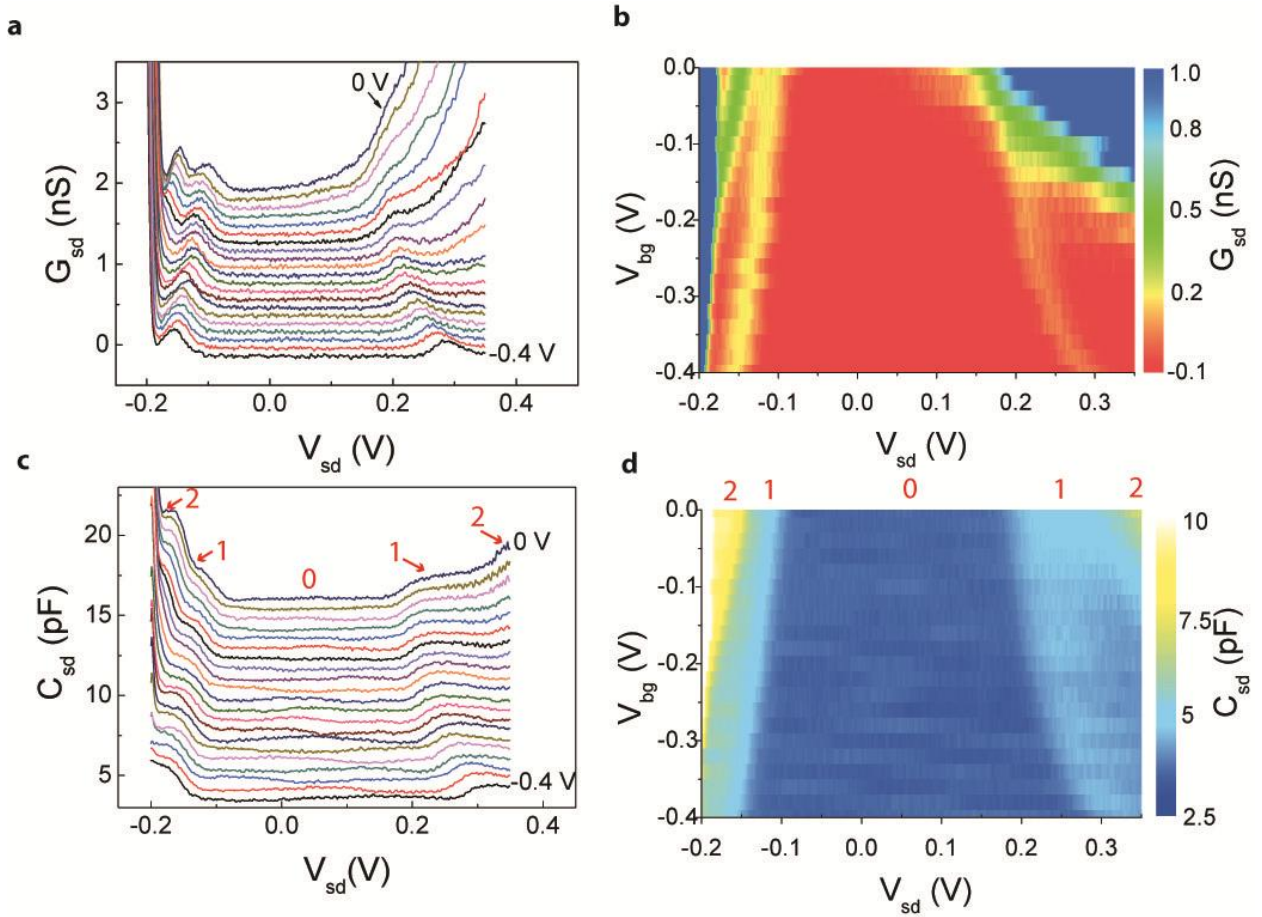 a
b
0 V
3
2
1
0
G_sd (nS)
-0.4 V
-0.2
0.0
0.2
0.4
V_sd (V)
0.0
-0.1
-0.2
-0.3
-0.4
V_bg (V)
-0.2
-0.1
0.0
0.1
0.2
0.3
V_sd (V)
1.0
0.8
0.5
0.2
-0.1
G_sd (nS)
c
d
2
1
0
1
2
0 V
20
15
10
5
C_sd (pF)
-0.4 V
-0.2
0.0
0.2
0.4
V_sd(V)
2 1 0 1 2
0.0
-0.1
-0.2
-0.3
-0.4
V_bg (V)
-0.2
-0.1
0.0
0.1
0.2
0.3
V_sd (V)
10
7.5
5
2.5
C_sd (pF)